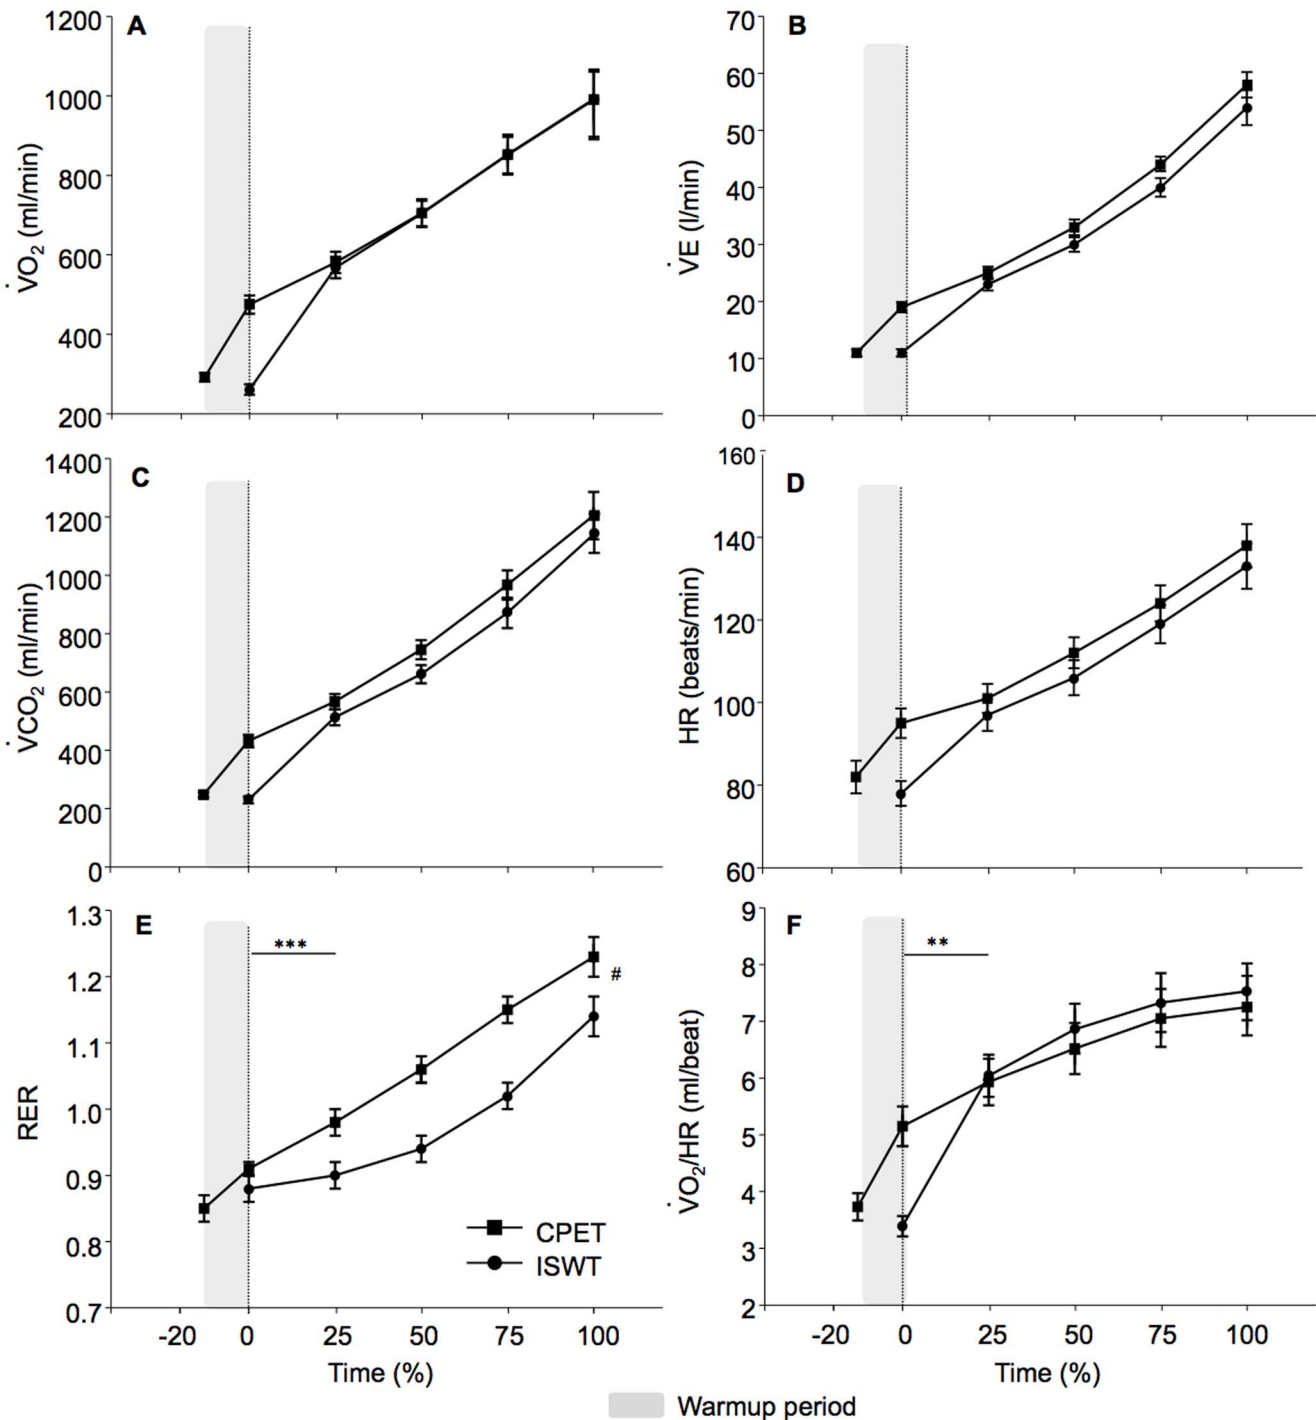 A
1200
1000
800
600
400
200
V̇O₂ (ml/min)
B
70
60
50
40
30
20
10
0
V̇E (l/min)
C
1400
1200
1000
800
600
400
200
0
V̇CO₂ (ml/min)
D
160
140
120
100
80
60
HR (beats/min)
E
1.3
1.2
1.1
1.0
0.9
0.8
0.7
RER
***
#
CPET
ISWT
-20 0 25 50 75 100
Time (%)
F
9
8
7
6
5
4
3
2
V̇O₂/HR (ml/beat)
**
-20 0 25 50 75 100
Time (%)
Warmup period